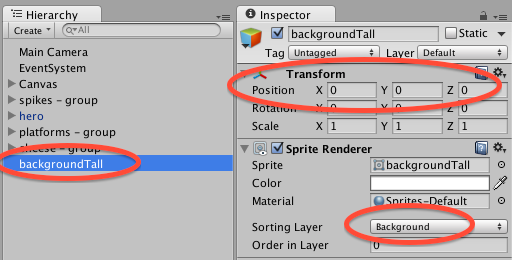 Hierarchy
Create
All
Main Camera
EventSystem
Canvas
spikes - group
hero
platforms - group
cheese - group
backgroundTall
Inspector
backgroundTall
Static
Tag Untagged Layer Default
Transform
Position X 0 Y 0 Z 0
Rotation X 0 Y 0 Z 0
Scale X 1 Y 1 Z 1
Sprite Renderer
Sprite backgroundTall
Color
Material Sprites-Default
Sorting Layer Background
Order in Layer 0